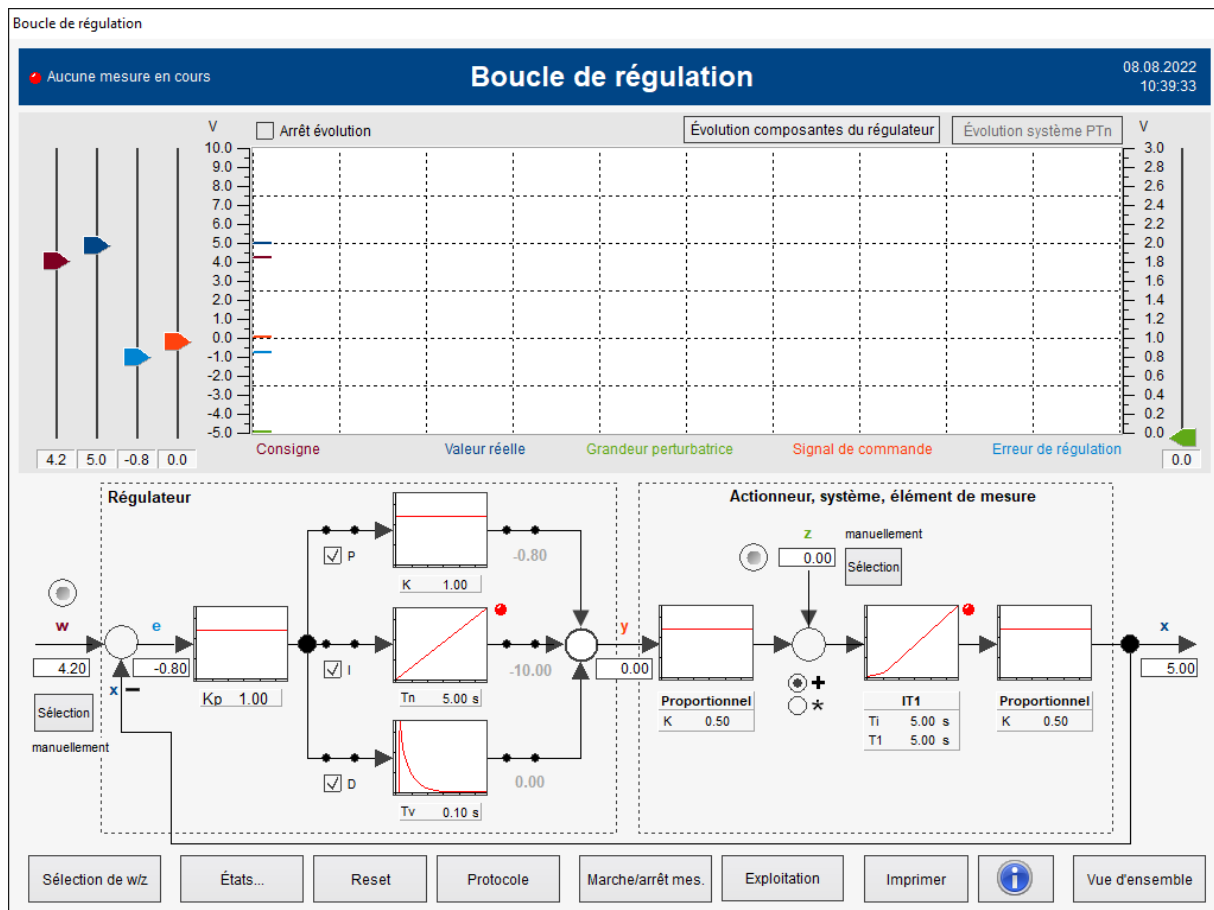 Boucle de régulation
Aucune mesure en cours
Boucle de régulation
08.08.2022
10:39:33
V
Arrêt évolution
Évolution composantes du régulateur
Évolution système PTn
V
10.0
9.0
8.0
7.0
6.0
5.0
4.0
3.0
2.0
1.0
0.0
-1.0
-2.0
-3.0
-4.0
-5.0
3.0
2.8
2.6
2.4
2.2
2.0
1.8
1.6
1.4
1.2
1.0
0.8
0.6
0.4
0.2
0.0
4.2 5.0 -0.8 0.0
Consigne Valeur réelle Grandeur perturbatrice Signal de commande Erreur de régulation
0.0
Régulateur
Actionneur, système, élément de mesure
P
-0.80
K 1.00
z manuellement
0.00
Sélection
w
4.20
e
-0.80
x −
Sélection
manuellement
Kp 1.00
I
-10.00
Tn 5.00 s
y
0.00
Proportionnel
K 0.50
+
*
IT1
Ti 5.00 s
T1 5.00 s
Proportionnel
K 0.50
x
5.00
D
0.00
Tv 0.10 s
Sélection de w/z
États...
Reset
Protocole
Marche/arrêt mes.
Exploitation
Imprimer
i
Vue d'ensemble